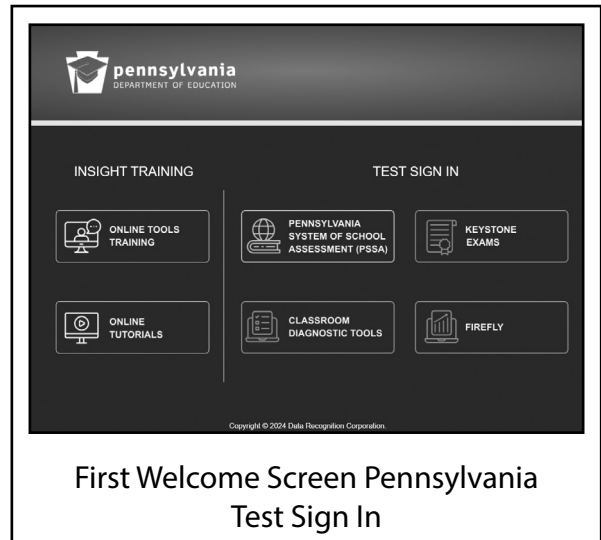 pennsylvania
DEPARTMENT OF EDUCATION
INSIGHT TRAINING
ONLINE TOOLS
TRAINING
ONLINE
TUTORIALS
TEST SIGN IN
PENNSYLVANIA
SYSTEM OF SCHOOL
ASSESSMENT (PSSA)
KEYSTONE
EXAMS
CLASSROOM
DIAGNOSTIC TOOLS
FIREFLY
Copyright © 2024 Data Recognition Corporation.
First Welcome Screen Pennsylvania
Test Sign In